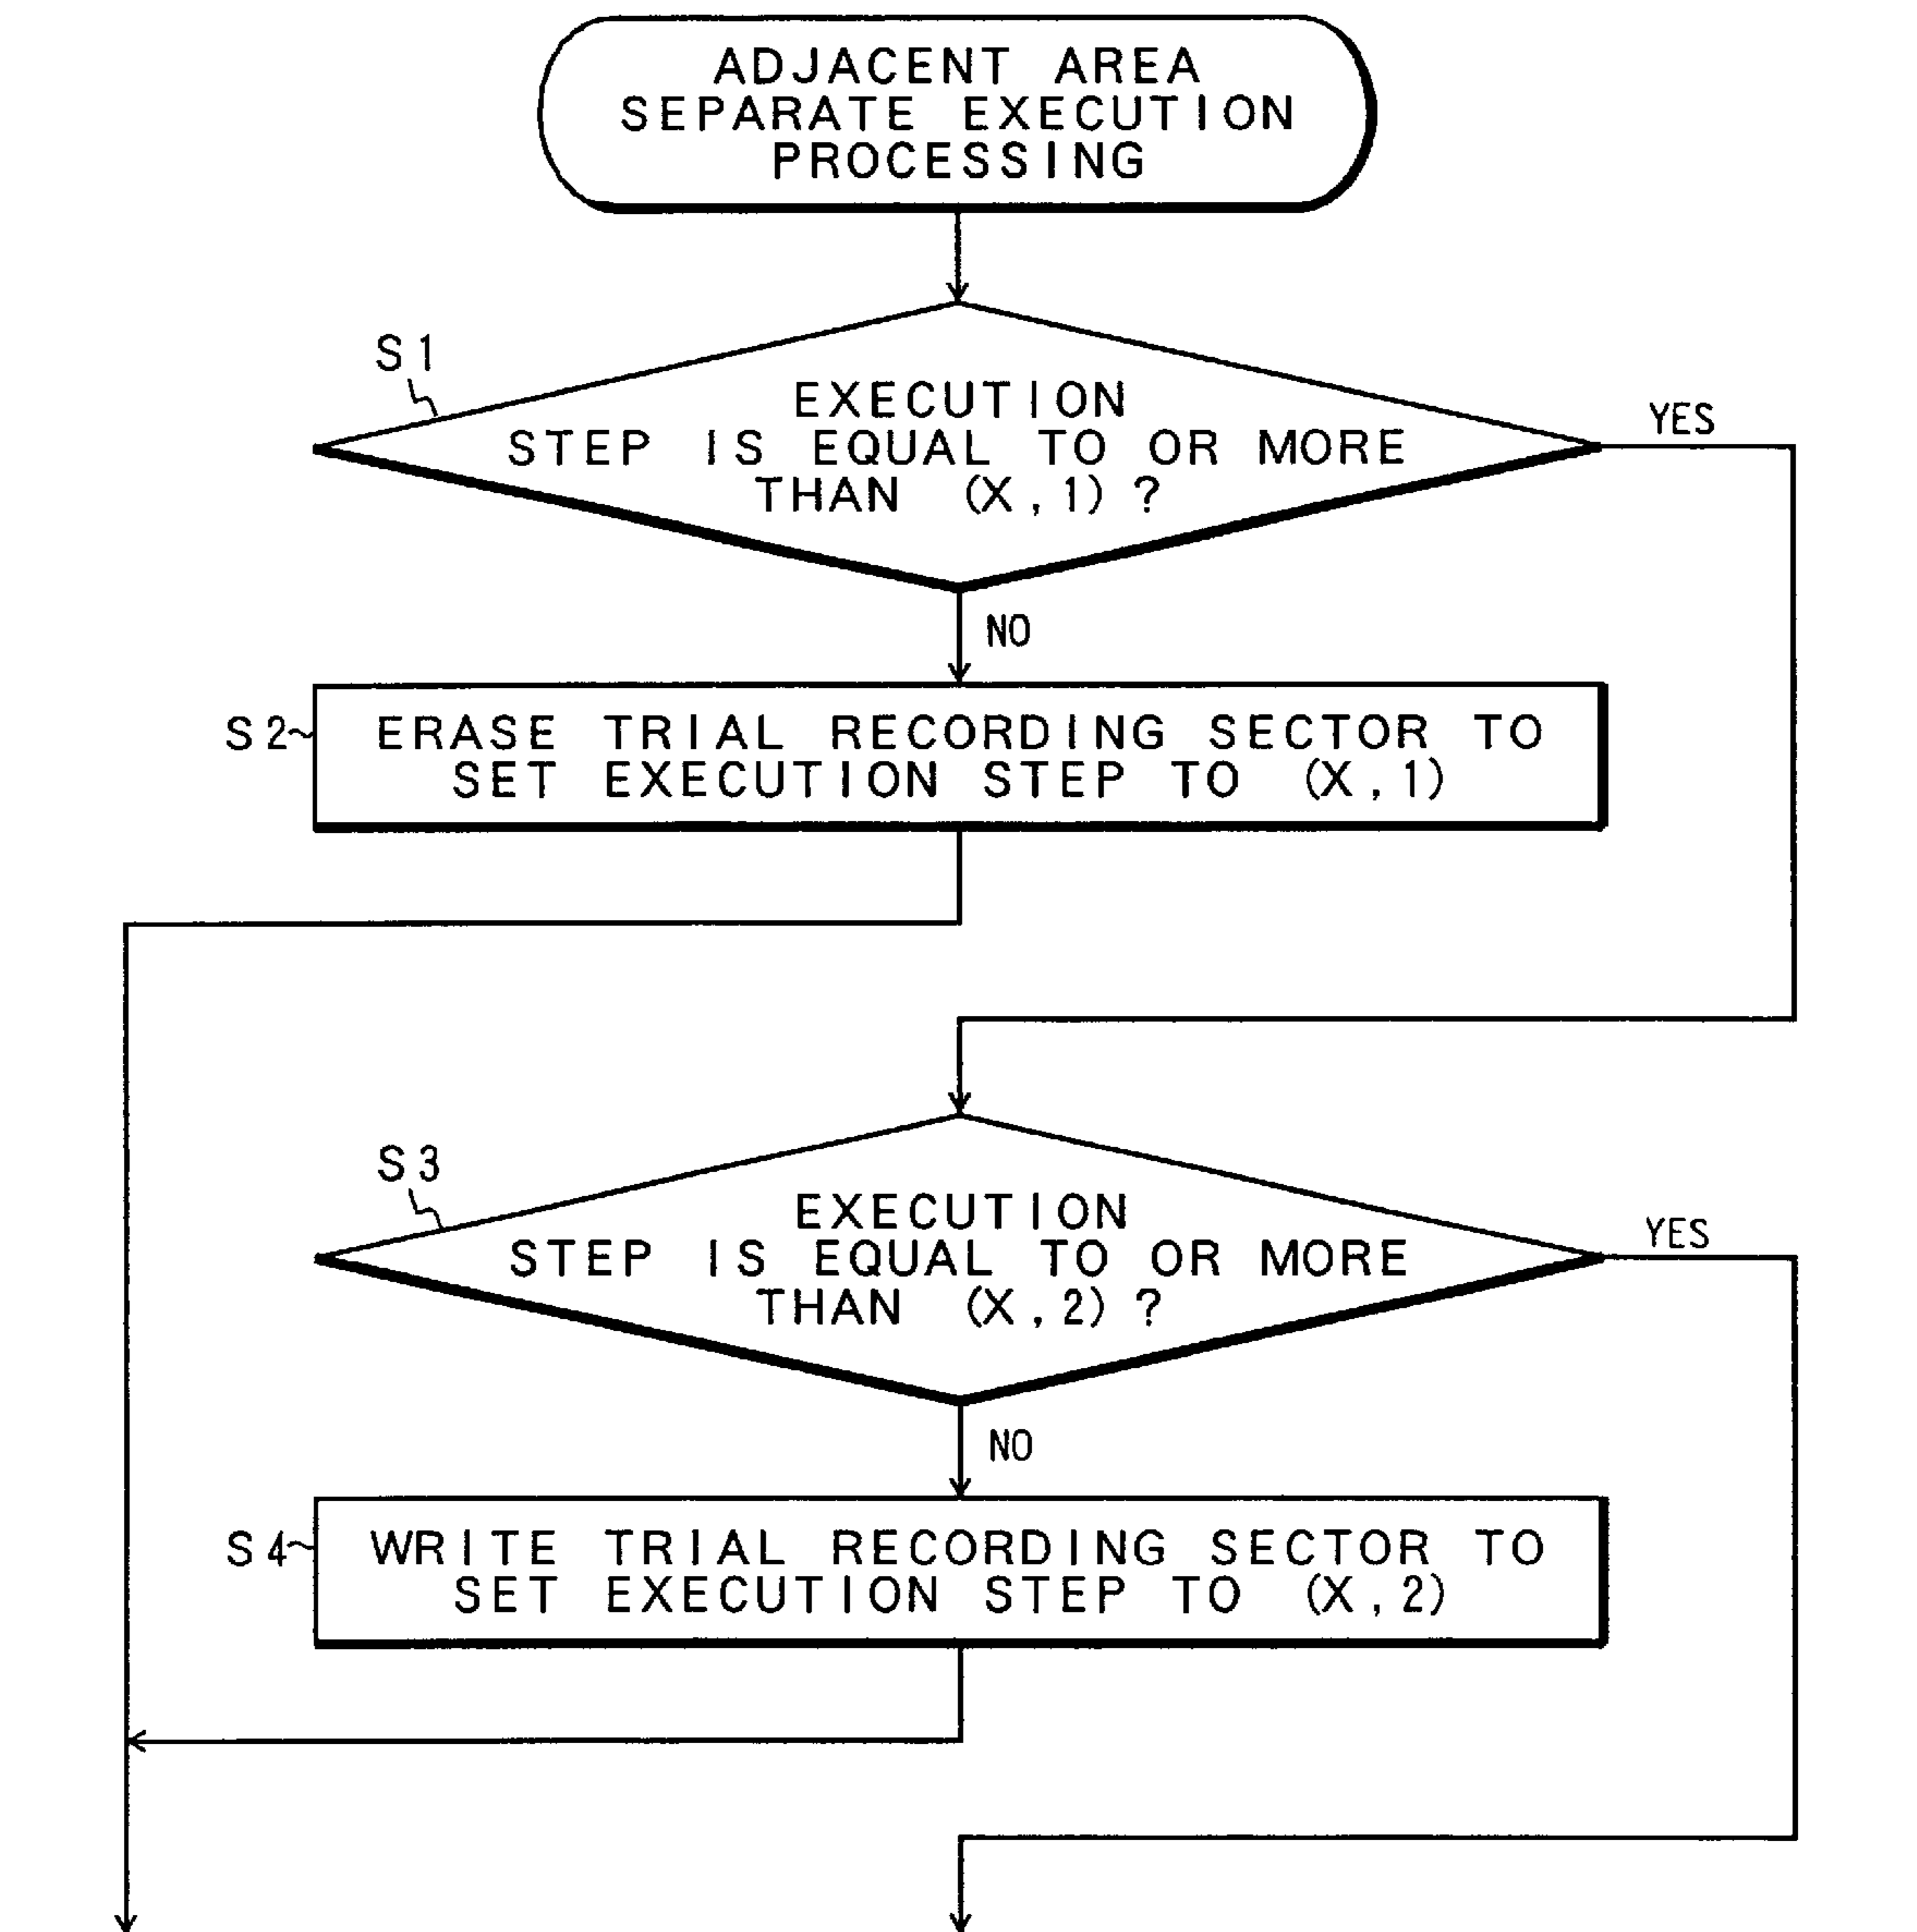 ADJACENT AREA
SEPARATE EXECUTION
PROCESSING
S1
EXECUTION
STEP IS EQUAL TO OR MORE
THAN (X,1)?
YES
NO
S2
ERASE TRIAL RECORDING SECTOR TO
SET EXECUTION STEP TO (X,1)
S3
EXECUTION
STEP IS EQUAL TO OR MORE
THAN (X,2)?
YES
NO
S4
WRITE TRIAL RECORDING SECTOR TO
SET EXECUTION STEP TO (X,2)